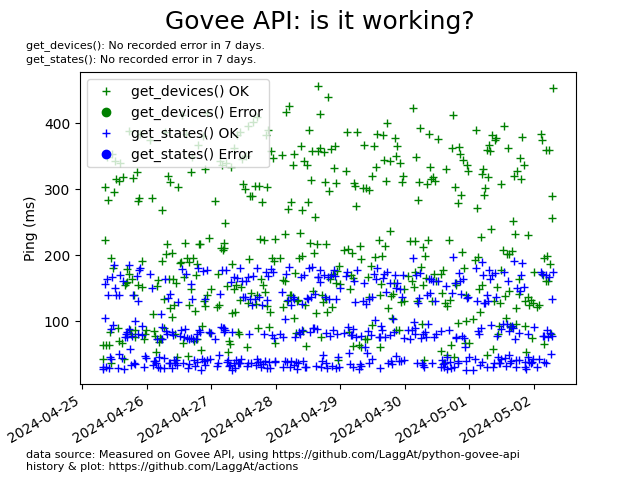 Govee API: is it working?
get_devices(): No recorded error in 7 days.
get_states(): No recorded error in 7 days.
get_devices() OK
get_devices() Error
get_states() OK
get_states() Error
Ping (ms)
400
300
200
100
2024-04-25
2024-04-26
2024-04-27
2024-04-28
2024-04-29
2024-04-30
2024-05-01
2024-05-02
data source: Measured on Govee API, using https://github.com/LaggAt/python-govee-api
history & plot: https://github.com/LaggAt/actions